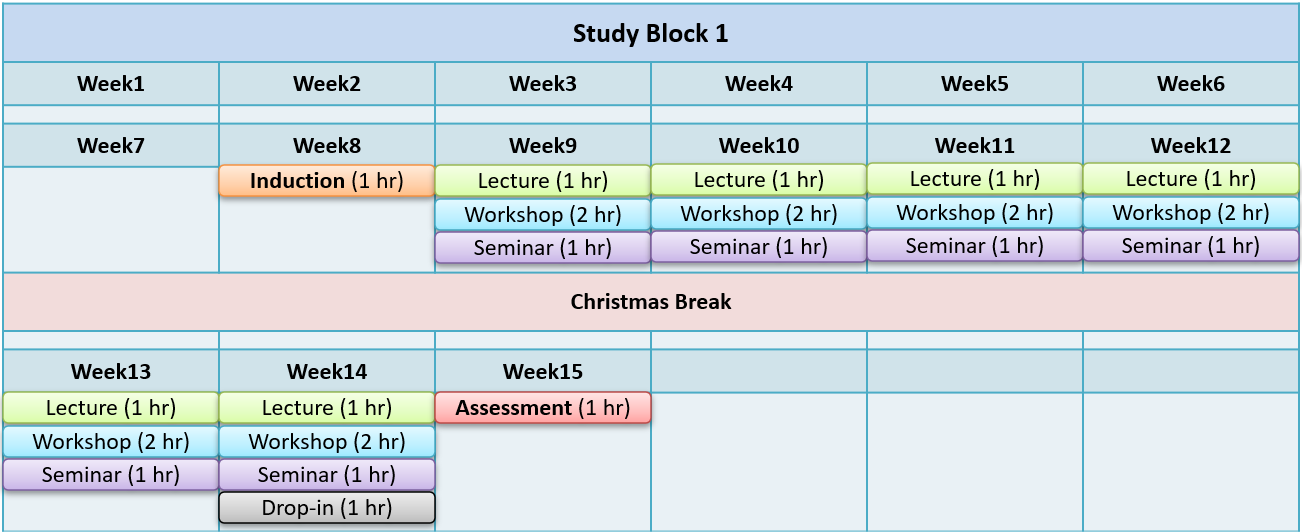 Study Block 1
Week1 Week2 Week3 Week4 Week5 Week6
Week7 Week8 Week9 Week10 Week11 Week12
Induction (1 hr) Lecture (1 hr) Lecture (1 hr) Lecture (1 hr) Lecture (1 hr)
Workshop (2 hr) Workshop (2 hr) Workshop (2 hr) Workshop (2 hr)
Seminar (1 hr) Seminar (1 hr) Seminar (1 hr) Seminar (1 hr)
Christmas Break
Week13 Week14 Week15
Lecture (1 hr) Lecture (1 hr) Assessment (1 hr)
Workshop (2 hr) Workshop (2 hr)
Seminar (1 hr) Seminar (1 hr)
Drop-in (1 hr)